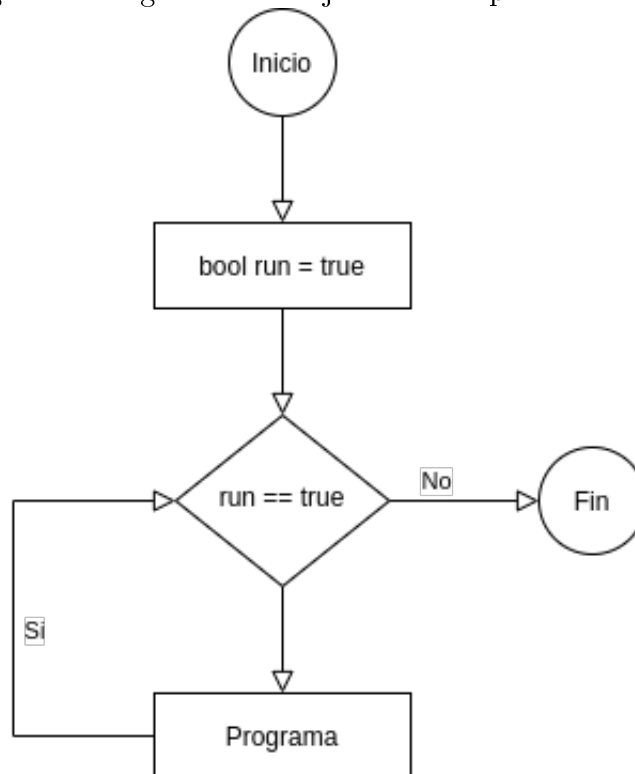 Inicio
bool run = true
run == true
No
Fin
Si
Programa